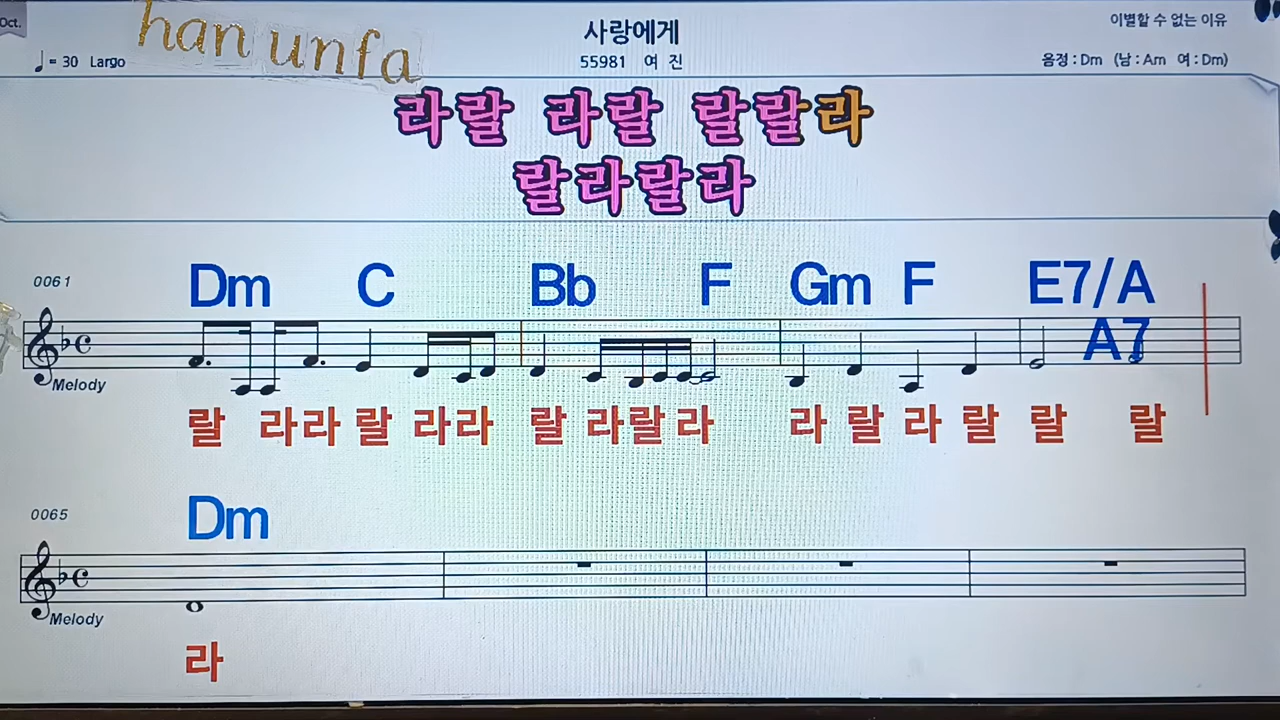 Oct.
han unfa
사랑에게
이별할 수 없는 이유
♩= 30 Largo
55981 여 진
음정 : Dm (남 : Am 여 : Dm)
라랄 라랄 랄랄라
랄라랄라
0061
Dm C Bb F Gm F E7/A
A7
Melody
랄 라라 랄 라라 랄 라랄 라 라 랄 라 랄 랄 랄
0065
Dm
Melody
라